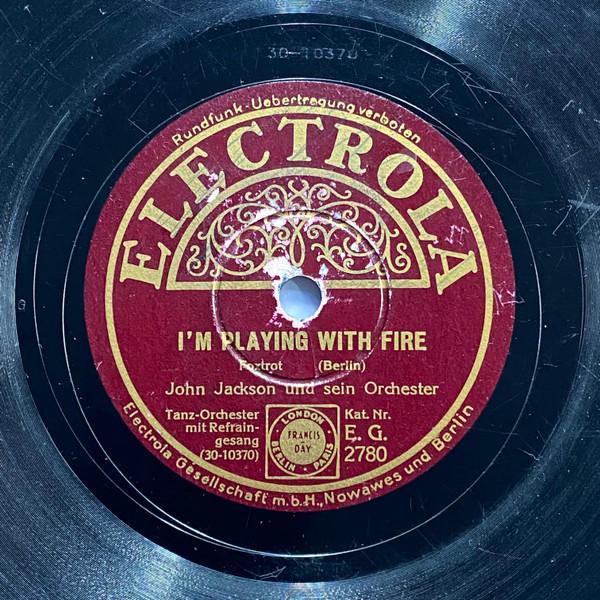 30-10370
Rundfunk-Uebertragung verboten
ELECTROLA
I'M PLAYING WITH FIRE
Foxtrot (Berlin)
John Jackson und sein Orchester
Tanz-Orchester
mit Refrain-
gesang
(30-10370)
LONDON
FRANCIS
DAY
BERLIN · PARIS
Kat. Nr.
E. G.
2780
Electrola Gesellschaft m.b.H., Nowawes und Berlin